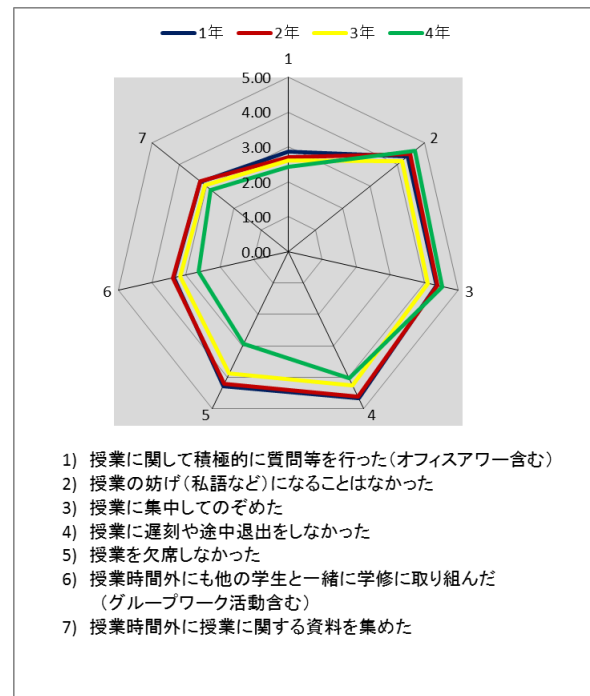 1年 2年 3年 4年
1
5.00
4.00
3.00
2.00
1.00
0.00
7
2
6
3
5
4
1) 授業に関して積極的に質問等を行った(オフィスアワー含む)
2) 授業の妨げ(私語など)になることはなかった
3) 授業に集中してのぞめた
4) 授業に遅刻や途中退出をしなかった
5) 授業を欠席しなかった
6) 授業時間外にも他の学生と一緒に学修に取り組んだ
(グループワーク活動含む)
7) 授業時間外に授業に関する資料を集めた